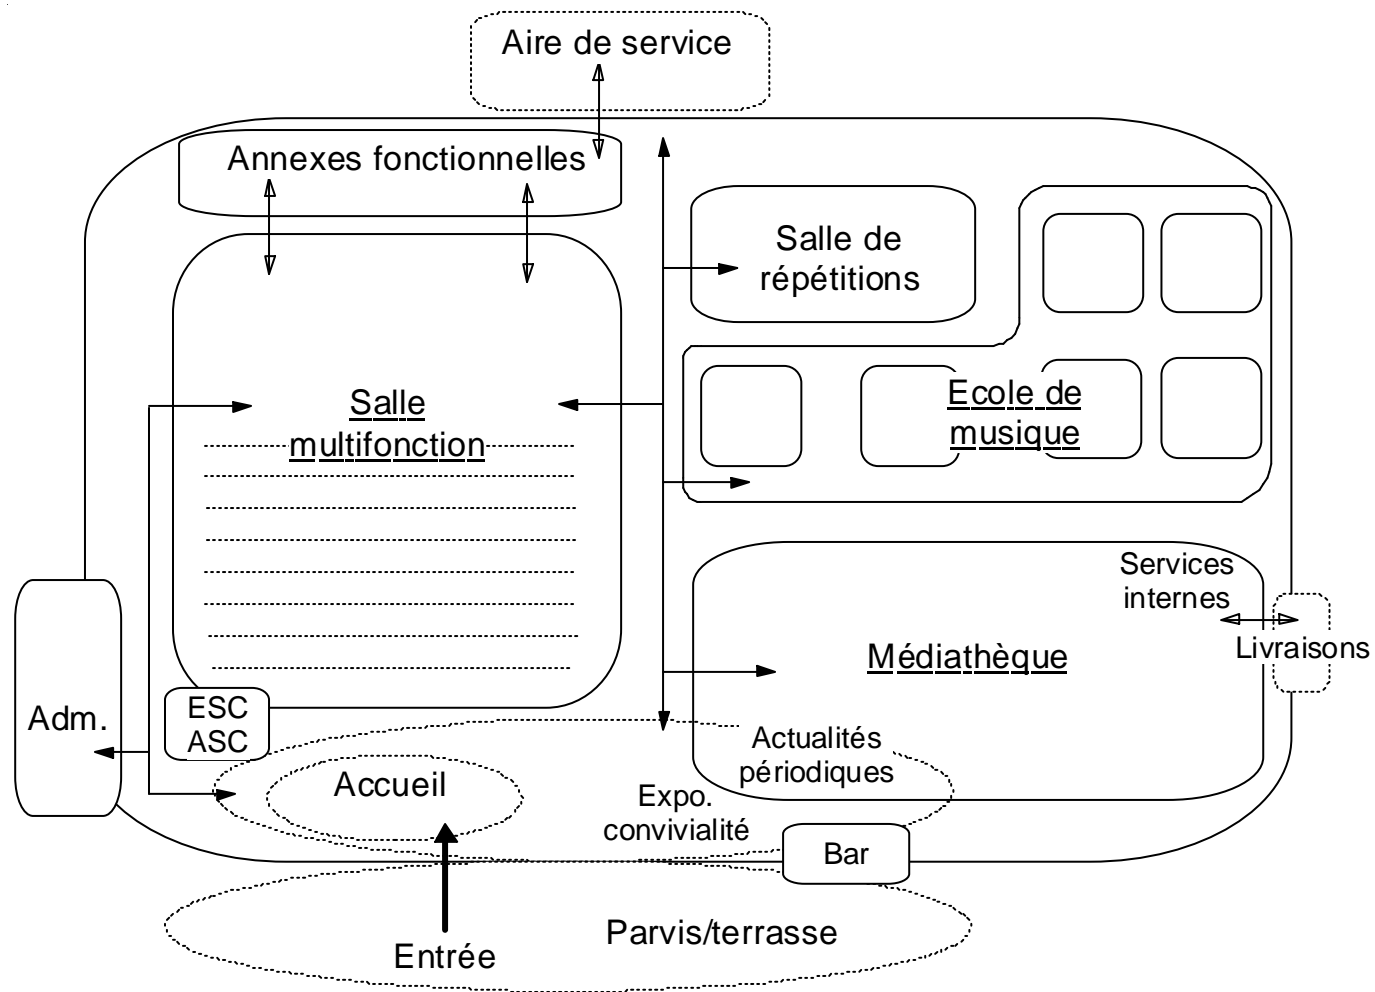 Aire de service
Annexes fonctionnelles
Salle de
répétitions
Salle
multifonction
Ecole de
musique
Services
internes
Livraisons
Médiathèque
Adm.
ESC
ASC
Actualités
périodiques
Accueil
Expo.
convivialité
Bar
Parvis/terrasse
Entrée